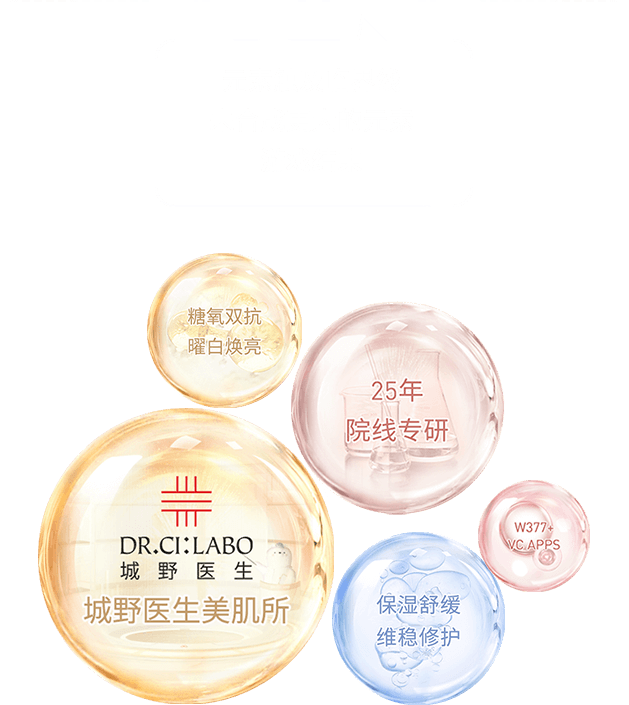 糖氧双抗
曜白焕亮
25年
院线专研
DR.CI:LABO
城野医生
城野医生美肌所
W377+
VC.APPS
保湿舒缓
维稳修护